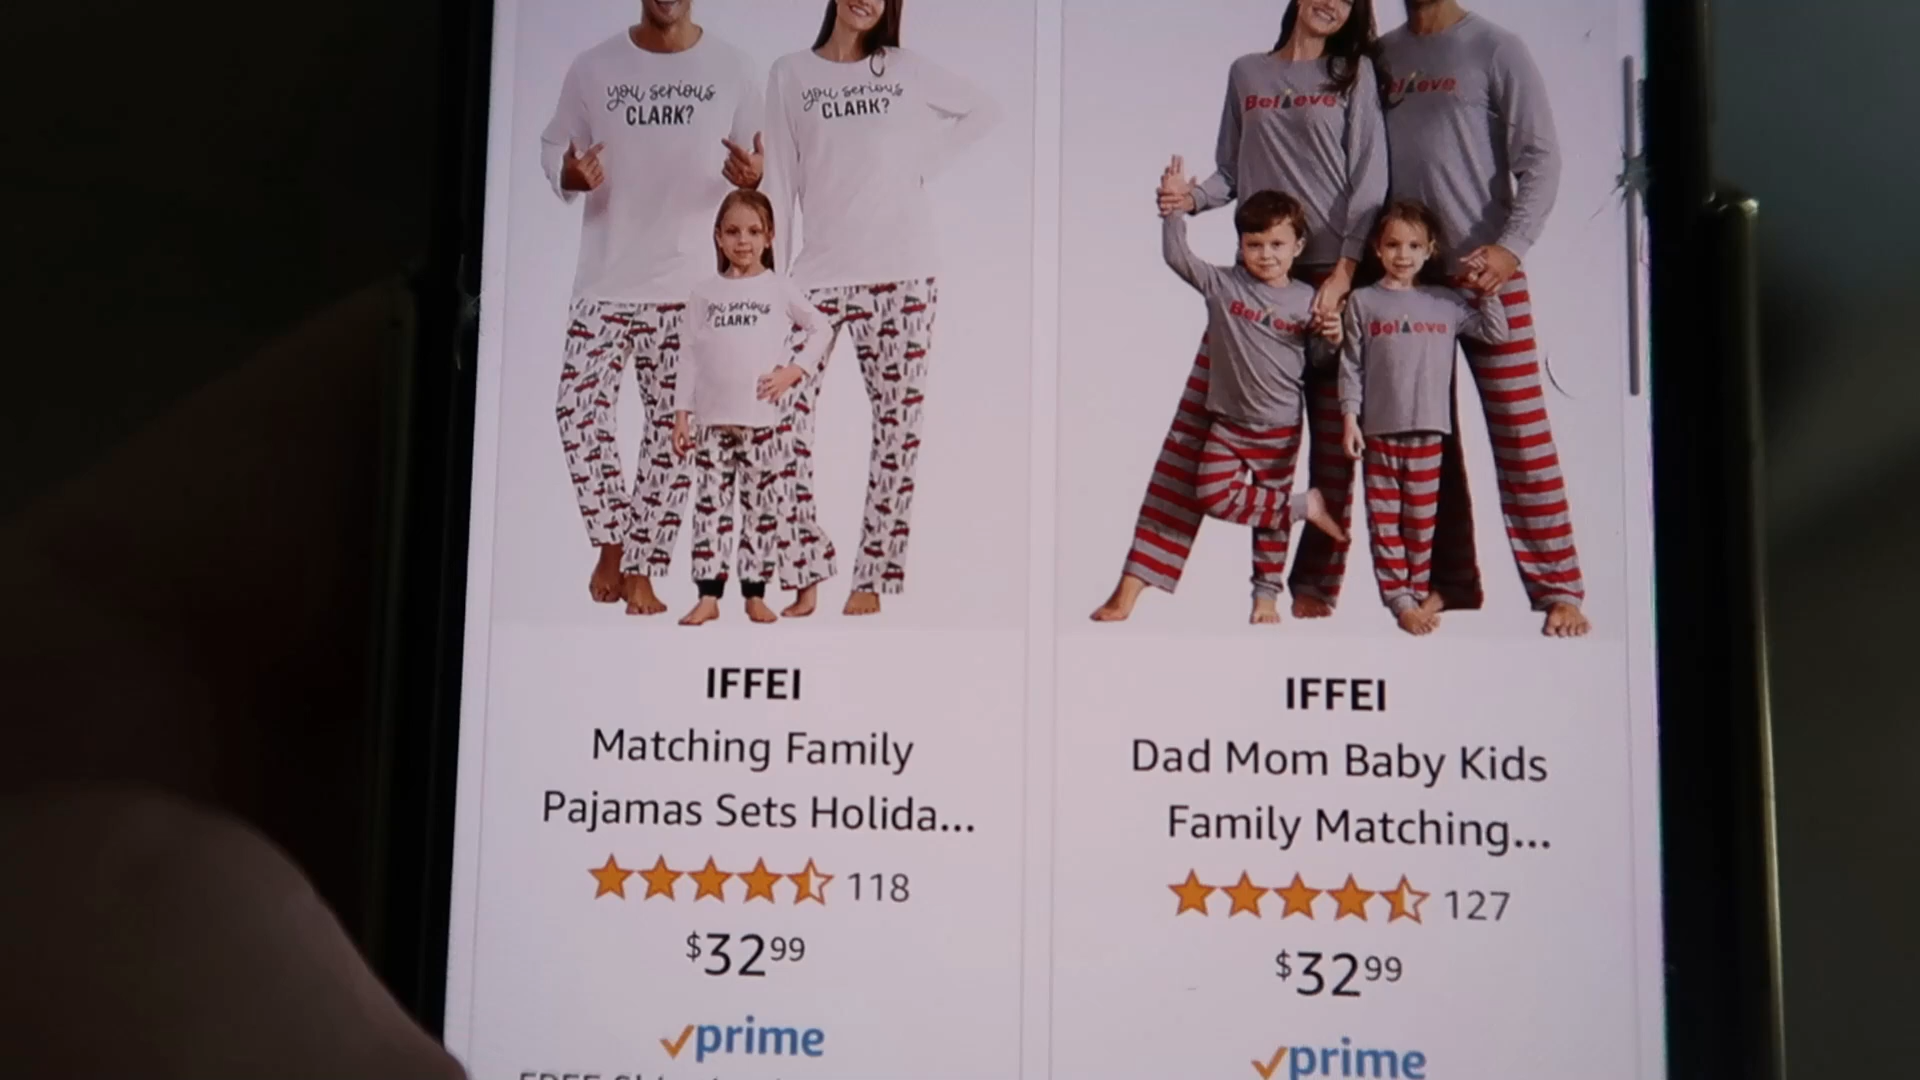 you serious
CLARK?
you serious
CLARK?
you serious
CLARK?
Believe
elieve
Believe
Believe
IFFEI
Matching Family
Pajamas Sets Holida...
118
$32.99
prime
IFFEI
Dad Mom Baby Kids
Family Matching...
127
$32.99
prime